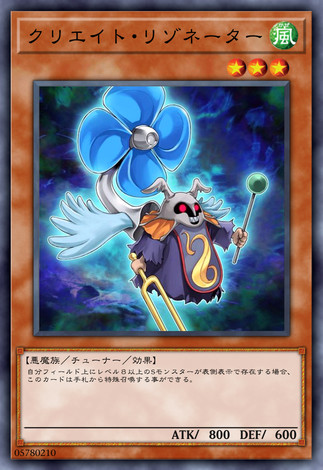 クリエイト・リゾネーター
風
【悪魔族／チューナー／効果】
自分フィールド上にレベル８以上のSモンスターが表側表示で存在する場合、
このカードは手札から特殊召喚する事ができる。
ATK/ 800 DEF/ 600
05780210